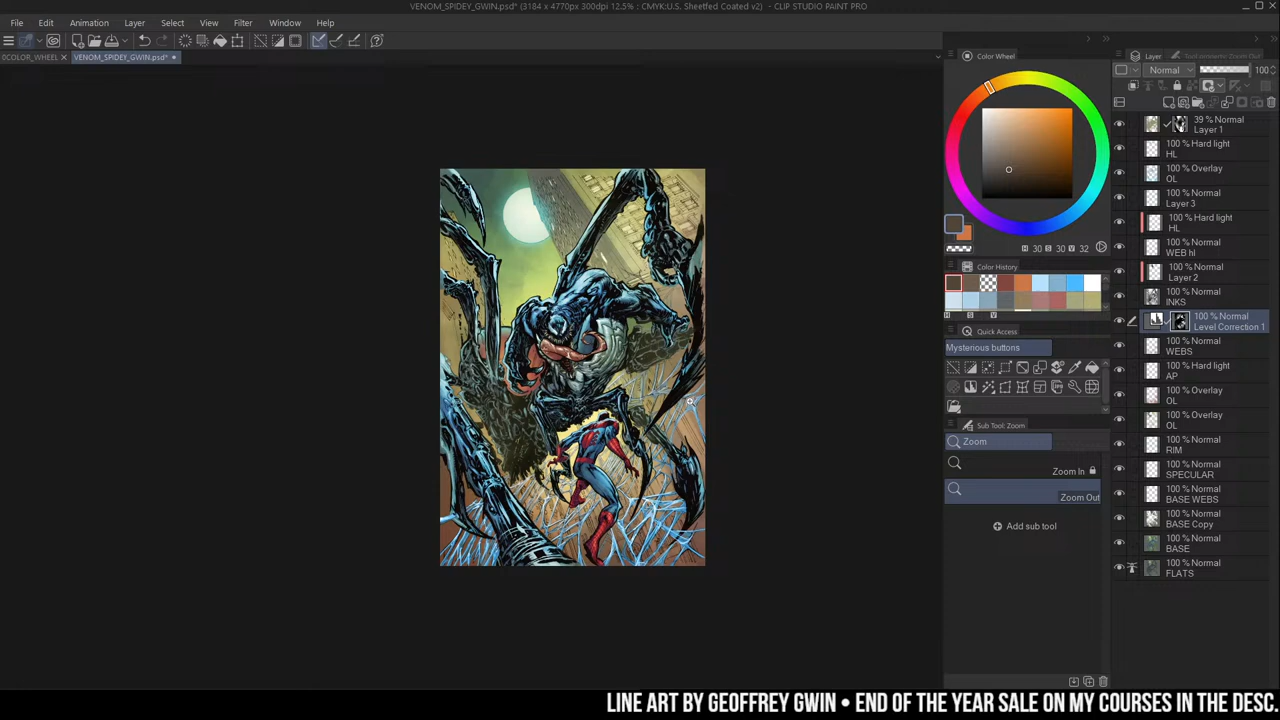 VENOM_SPIDEY_GWIN.psd* (3184 x 4770px 300dpi 12.5% : CMYK:U.S. Sheetfed Coated v2) - CLIP STUDIO PAINT PRO
File Edit Animation Layer Select View Filter Window Help
0COLOR_WHEEL VENOM_SPIDEY_GWIN.psd*
Color Wheel
H 30 S 30 V 32
Color History
H S V
Quick Access
Mysterious buttons
Sub Tool: Zoom
Zoom
Zoom In
Zoom Out
Add sub tool
Layer
Normal 100
39 % Normal
Layer 1
100 % Hard light
HL
100 % Overlay
OL
100 % Normal
Layer 3
100 % Hard light
HL
100 % Normal
WEB hl
100 % Normal
Layer 2
100 % Normal
INKS
100 % Normal
Level Correction 1
100 % Normal
WEBS
100 % Hard light
AP
100 % Overlay
OL
100 % Overlay
OL
100 % Normal
RIM
100 % Normal
SPECULAR
100 % Normal
BASE WEBS
100 % Normal
BASE Copy
100 % Normal
BASE
100 % Normal
FLATS
LINE ART BY GEOFFREY GWIN • END OF THE YEAR SALE ON MY COURSES IN THE DESC.